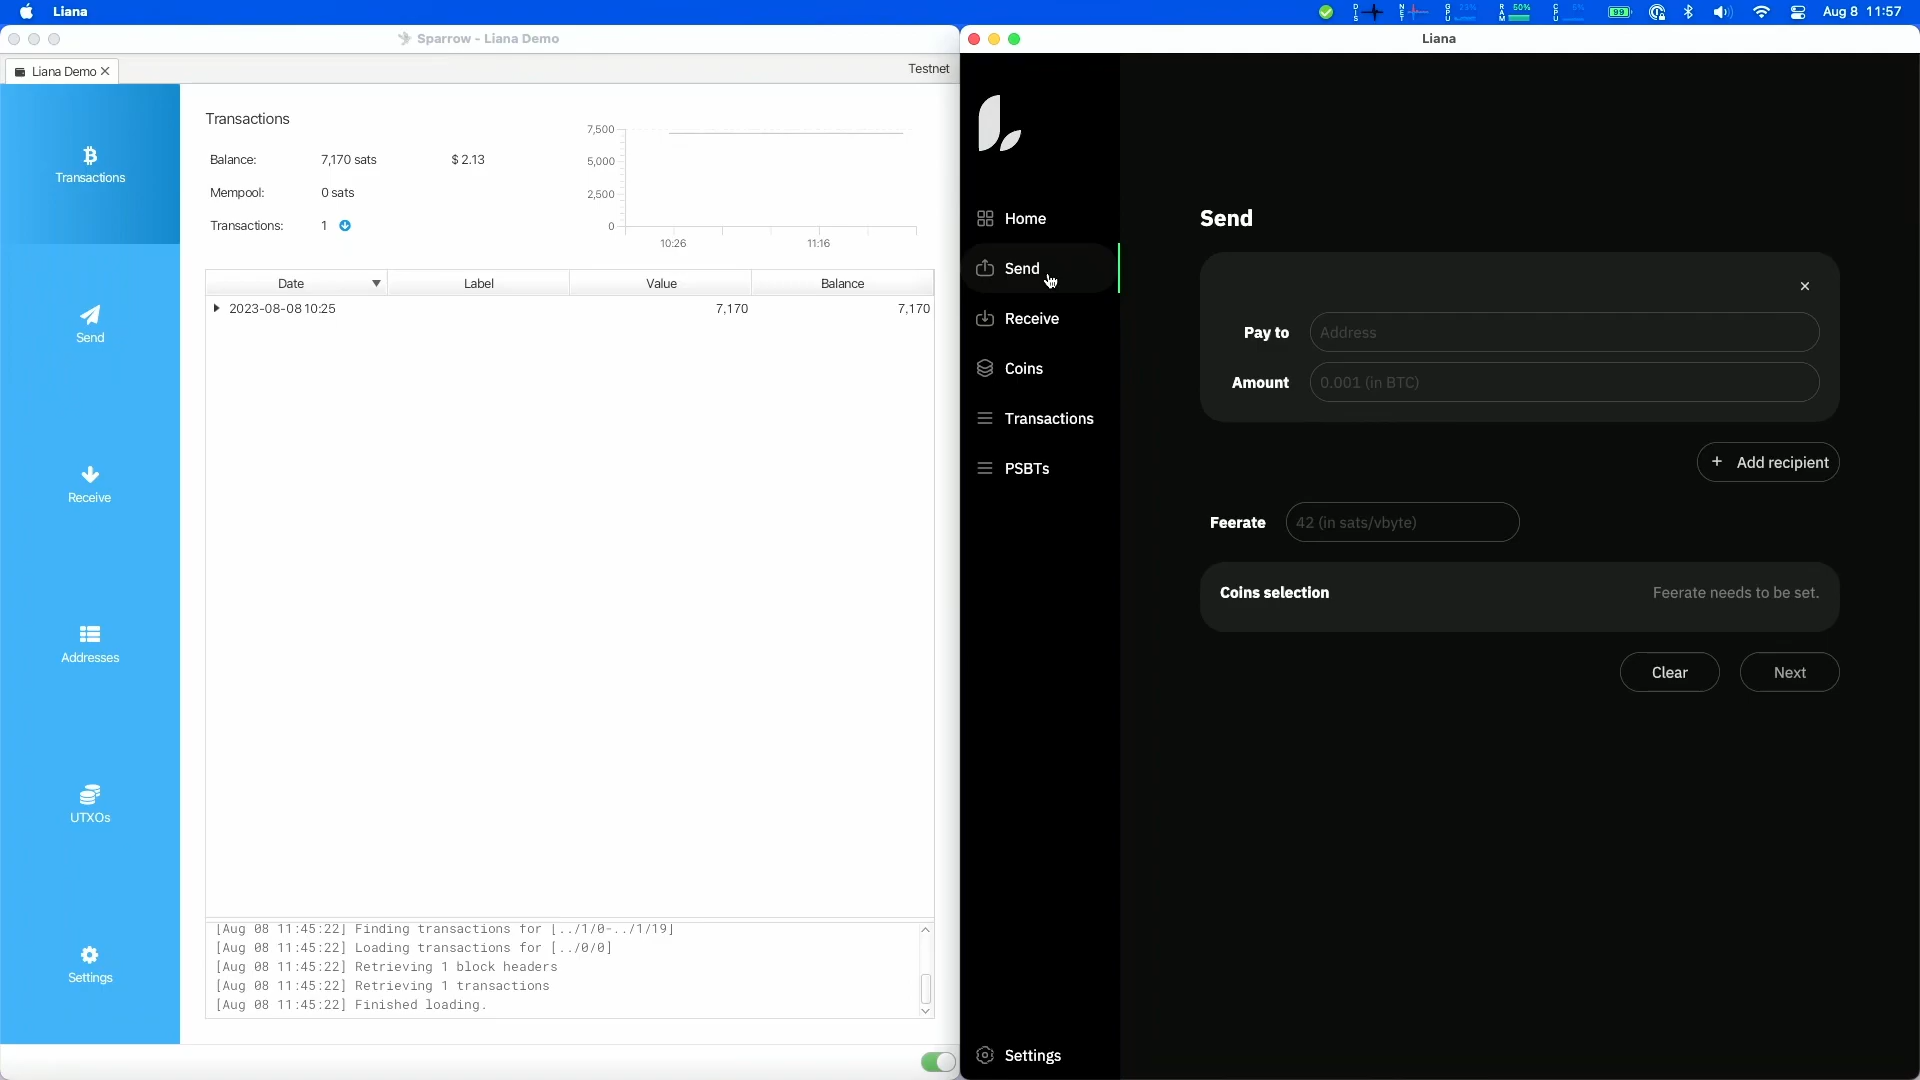 Liana
Aug 8 11:57
Sparrow - Liana Demo
Liana Demo
Testnet
Transactions
Send
Receive
Addresses
UTXOs
Settings
Transactions
Balance: 7,170 sats $ 2.13
Mempool: 0 sats
Transactions: 1
7,500
5,000
2,500
0
10:26 11:16
Date Label Value Balance
2023-08-08 10:25 7,170 7,170
[Aug 08 11:45:22] Finding transactions for [../1/0-../1/19]
[Aug 08 11:45:22] Loading transactions for [../0/0]
[Aug 08 11:45:22] Retrieving 1 block headers
[Aug 08 11:45:22] Retrieving 1 transactions
[Aug 08 11:45:22] Finished loading.
Liana
Home
Send
Receive
Coins
Transactions
PSBTs
Settings
Send
Pay to Address
Amount 0.001 (in BTC)
+ Add recipient
Feerate 42 (in sats/vbyte)
Coins selection Feerate needs to be set.
Clear Next